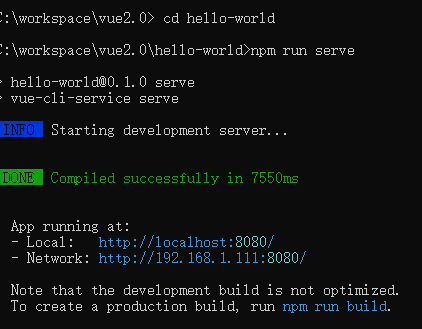 C:\workspace\vue2.0> cd hello-world
C:\workspace\vue2.0\hello-world>npm run serve
> hello-world@0.1.0 serve
> vue-cli-service serve
INFO Starting development server...
DONE Compiled successfully in 7550ms
App running at:
- Local: http://localhost:8080/
- Network: http://192.168.1.111:8080/
Note that the development build is not optimized.
To create a production build, run npm run build.